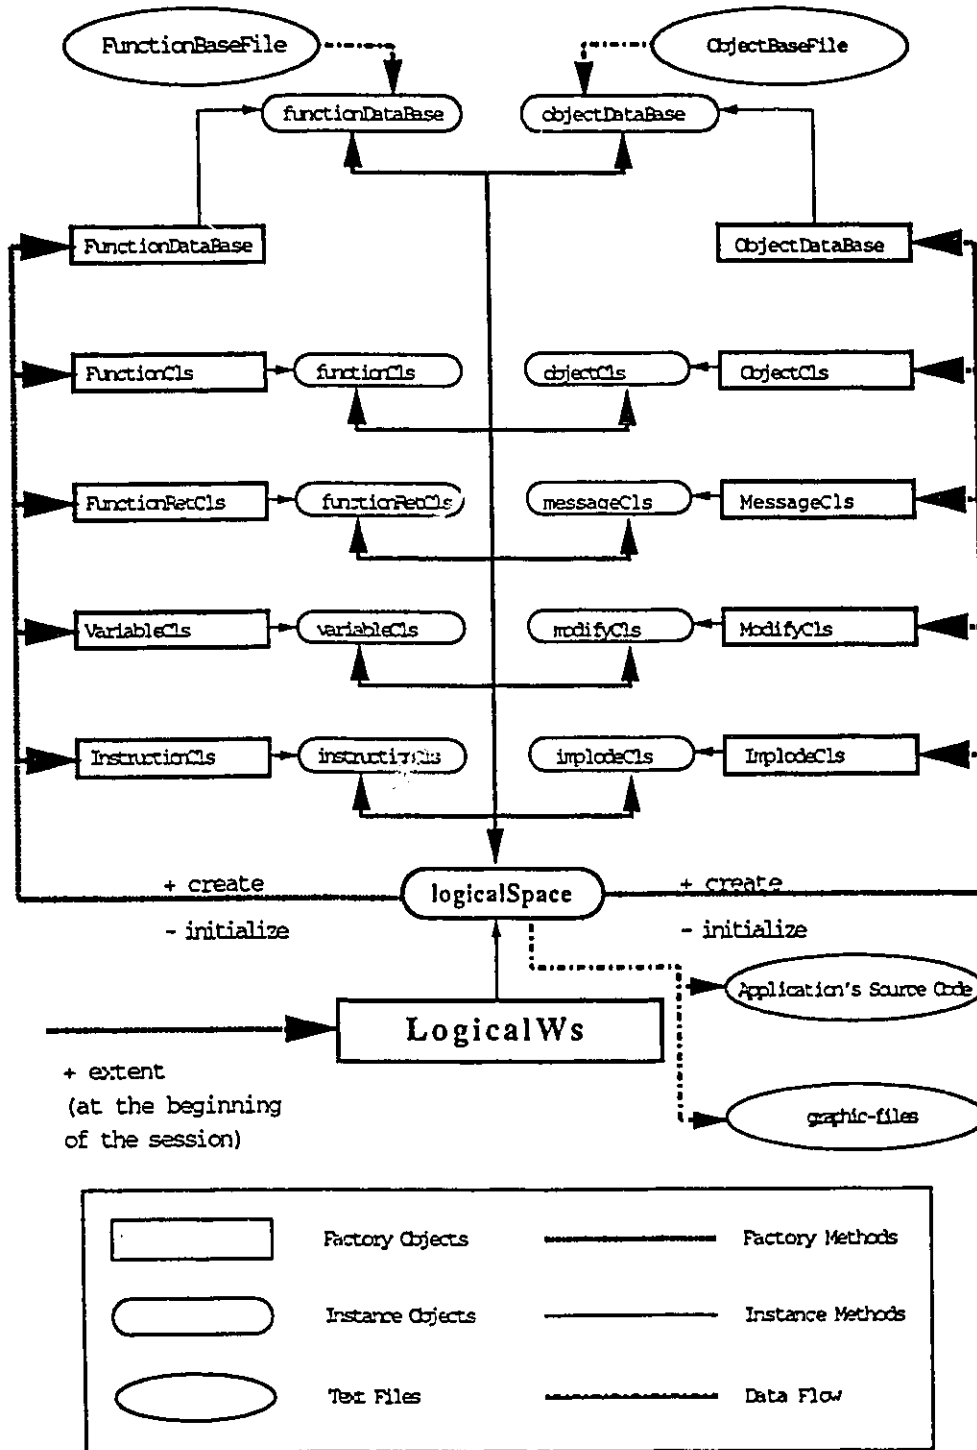 FunctionBaseFile
ObjectBaseFile
functionDataBase
objectDataBase
FunctionDataBase
ObjectDataBase
FunctionCls
functionCls
objectCls
ObjectCls
FunctionRetCls
functionRetCls
messageCls
MessageCls
VariableCls
variableCls
modifyCls
ModifyCls
InstructionCls
instructionCls
implodeCls
ImplodeCls
+ create
logicalSpace
+ create
- initialize
- initialize
Application's Source Code
LogicalWs
+ extent
(at the beginning
of the session)
graphic-files
Factory Objects
Factory Methods
Instance Objects
Instance Methods
Text Files
Data Flow